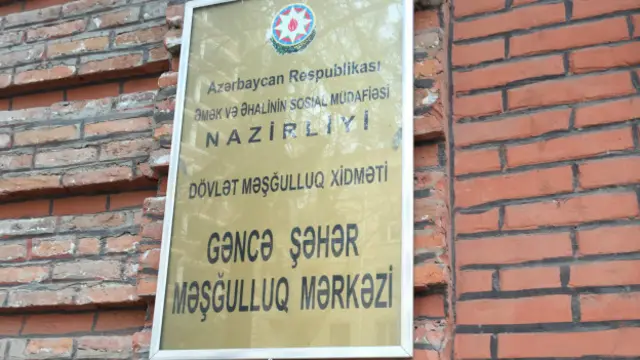 Azərbaycan Respublikası
ƏMƏK VƏ ƏHALİNİN SOSİAL MÜDAFİƏSİ
NAZİRLİYİ
DÖVLƏT MƏŞĞULLUQ XİDMƏTİ
GƏNCƏ ŞƏHƏR
MƏŞĞULLUQ MƏRKƏZİ